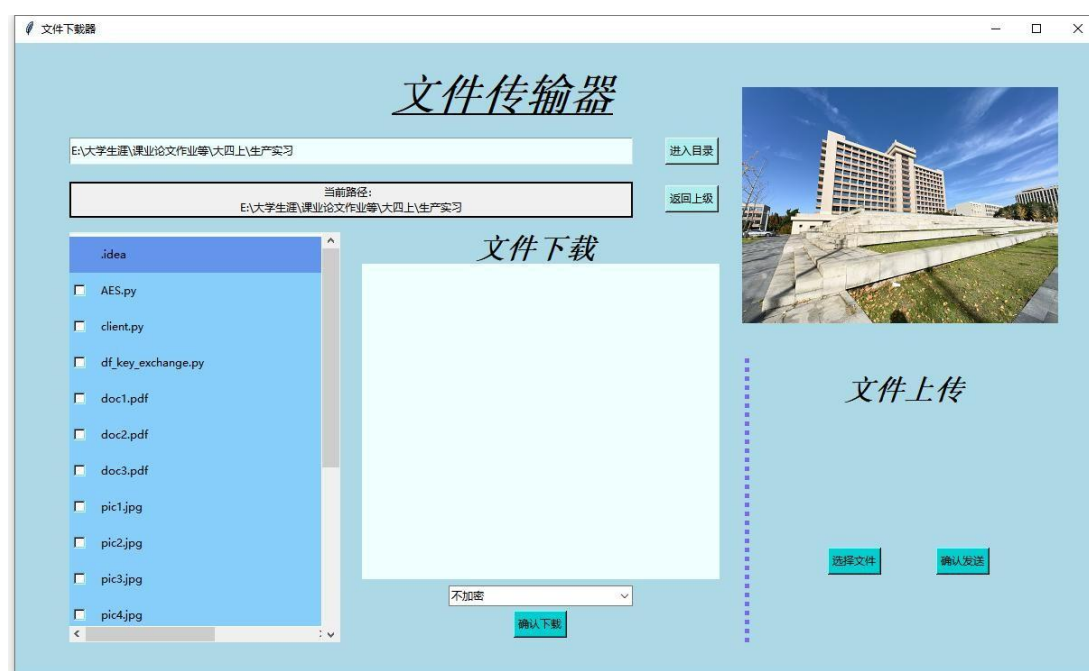 文件下载器
文件传输器
E:\大学生涯\课业论文作业等\大四上\生产实习
进入目录
当前路径:
E:\大学生涯\课业论文作业等\大四上\生产实习
返回上级
文件下载
.idea
AES.py
client.py
df_key_exchange.py
doc1.pdf
doc2.pdf
doc3.pdf
pic1.jpg
pic2.jpg
pic3.jpg
pic4.jpg
不加密
确认下载
文件上传
选择文件
确认发送